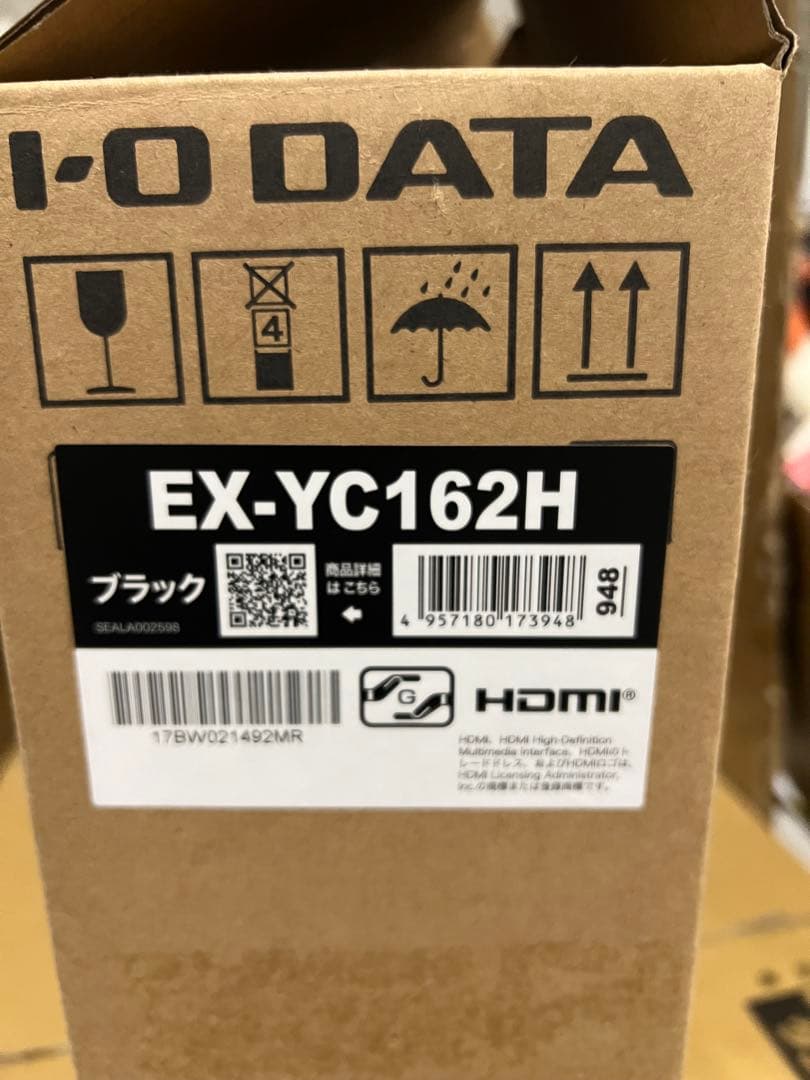 I-O DATA
4
EX-YC162H
ブラック
商品詳細
はこちら
948
SEALA002598
4 957180 173948
G
HDMI®
17BW021492MR
HDMI、HDMI High-Definition
Multimedia Interface、HDMIのト
レードドレス、およびHDMIロゴは、
HDMI Licensing Administrator,
Inc.の商標または登録商標です。